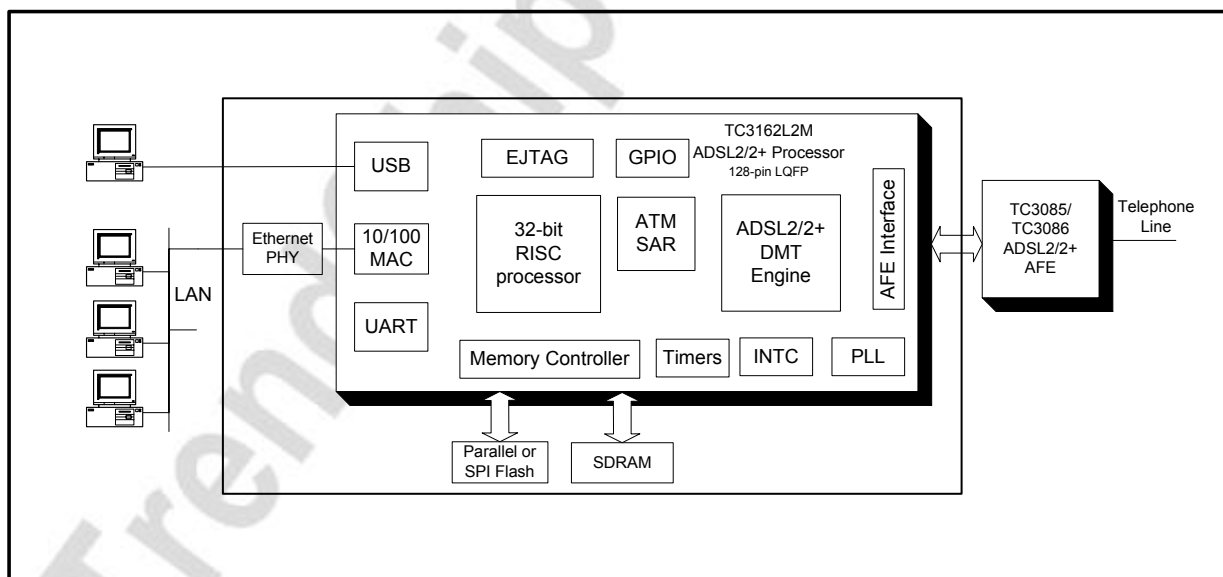 TC3162L2M
ADSL2/2+ Processor
128-pin LQFP
USB
EJTAG
GPIO
Ethernet
PHY
10/100
MAC
32-bit
RISC
processor
ATM
SAR
ADSL2/2+
DMT
Engine
AFE Interface
TC3085/
TC3086
ADSL2/2+
AFE
Telephone
Line
LAN
UART
Memory Controller
Timers
INTC
PLL
Parallel or
SPI Flash
SDRAM
Trendchip